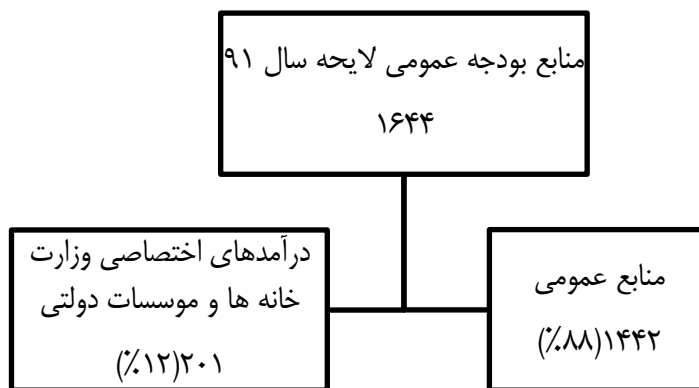 منابع بودجه عمومی لایحه سال ۹۱
۱۶۴۴
منابع عمومی
۱۴۴۲(۸۸٪)
درآمدهای اختصاصی وزارت
خانه ها و موسسات دولتی
۲۰۱(۱۲٪)